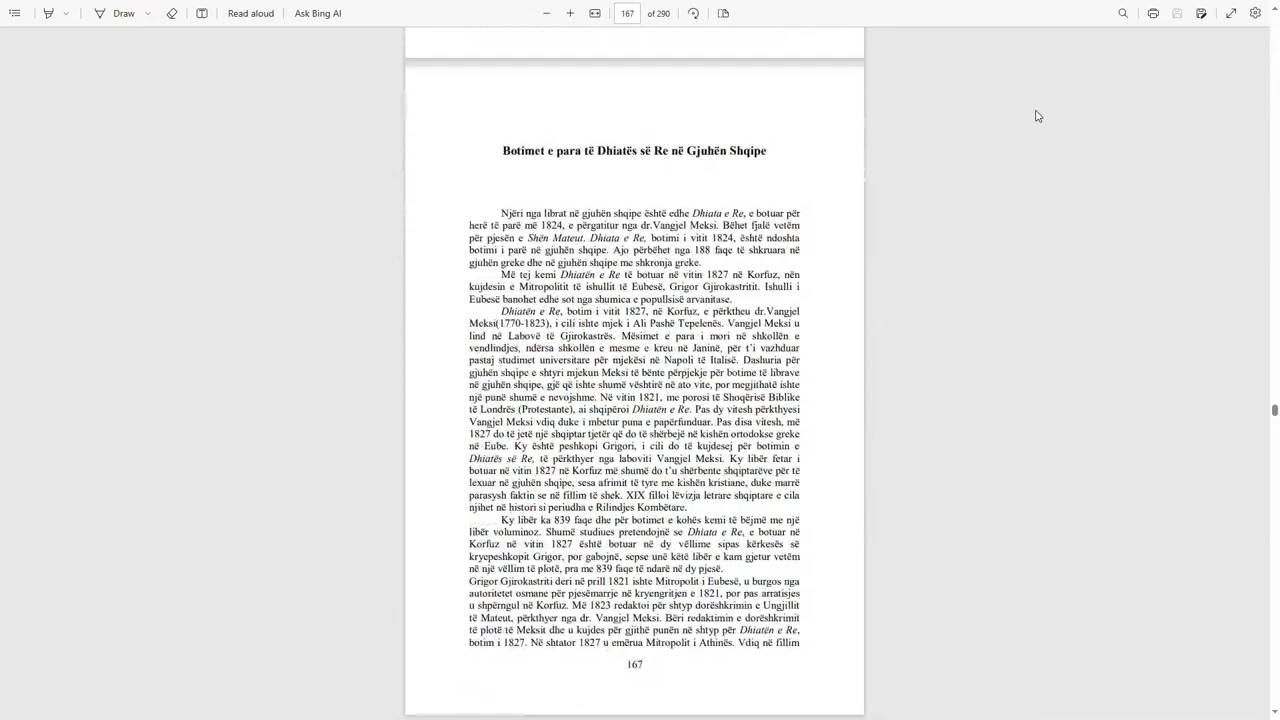 Draw
Read aloud
Ask Bing AI
167
of 290
Botimet e para të Dhiatës së Re në Gjuhën Shqipe
Njëri nga librat në gjuhën shqipe është edhe Dhiata e Re, e botuar për
herë të parë më 1824, e përgatitur nga dr.Vangjel Meksi. Bëhet fjalë vetëm
për pjesën e Shën Mateut. Dhiata e Re, botimi i vitit 1824, është ndoshta
botimi i parë në gjuhën shqipe. Ajo përbëhet nga 188 faqe të shkruara në
gjuhën greke dhe në gjuhën shqipe me shkronja greke.
Më tej kemi Dhiatën e Re të botuar në vitin 1827 në Korfuz, nën
kujdesin e Mitropolitit të ishullit të Eubesë, Grigor Gjirokastritit. Ishulli i
Eubesë banohet edhe sot nga shumica e popullsisë arvanitase.
Dhiatën e Re, botim i vitit 1827, në Korfuz, e përktheu dr.Vangjel
Meksi(1770-1823), i cili ishte mjek i Ali Pashë Tepelenës. Vangjel Meksi u
lind në Labovë të Gjirokastrës. Mësimet e para i mori në shkollën e
vendlindjes, ndërsa shkollën e mesme e kreu në Janinë, për t'i vazhduar
pastaj studimet universitare për mjekësi në Napoli të Italisë. Dashuria për
gjuhën shqipe e shtyri mjekun Meksi të bënte përpjekje për botime të librave
në gjuhën shqipe, gjë që ishte shumë vështirë në ato vite, por megjithatë ishte
një punë shumë e nevojshme. Në vitin 1821, me porosi të Shoqërisë Biblike
të Londrës (Protestante), ai shqipëroi Dhiatën e Re. Pas dy vitesh përkthyesi
Vangjel Meksi vdiq duke i mbetur puna e papërfunduar. Pas disa vitesh, më
1827 do të jetë një shqiptar tjetër që do të shërbejë në kishën ortodokse greke
në Eube. Ky është peshkopi Grigori, i cili do të kujdesej për botimin e
Dhiatës së Re, të përkthyer nga laboviti Vangjel Meksi. Ky libër fetar i
botuar në vitin 1827 në Korfuz më shumë do t'u shërbente shqiptarëve për të
lexuar në gjuhën shqipe, sesa afrimit të tyre me kishën kristiane, duke marrë
parasysh faktin se në fillim të shek. XIX filloi lëvizja letrare shqiptare e cila
njihet në histori si periudha e Rilindjes Kombëtare.
Ky libër ka 839 faqe dhe për botimet e kohës kemi të bëjmë me një
libër voluminoz. Shumë studiues pretendojnë se Dhiata e Re, e botuar në
Korfuz në vitin 1827 është botuar në dy vëllime sipas kërkesës së
kryepeshkopit Grigor, por gabojnë, sepse unë këtë libër e kam gjetur vetëm
në një vëllim të plotë, pra me 839 faqe të ndarë në dy pjesë.
Grigor Gjirokastriti deri në prill 1821 ishte Mitropolit i Eubesë, u burgos nga
autoritetet osmane për pjesëmarrje në kryengritjen e 1821, por pas arratisjes
u shpërngul në Korfuz. Më 1823 redaktoi për shtyp dorëshkrimin e Ungjillit
të Mateut, përkthyer nga dr. Vangjel Meksi. Bëri redaktimin e dorëshkrimit
të plotë të Meksit dhe u kujdes për gjithë punën në shtyp për Dhiatën e Re,
botim i 1827. Në shtator 1827 u emërua Mitropolit i Athinës. Vdiq në fillim
167